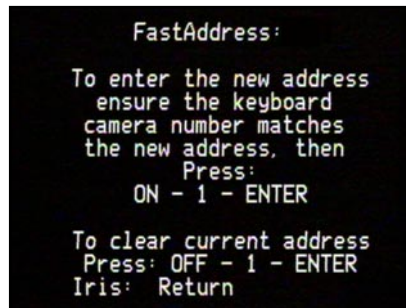 FastAddress:
To enter the new address
ensure the keyboard
camera number matches
the new address, then
Press:
ON - 1 - ENTER
To clear current address
Press: OFF - 1 - ENTER
Iris: Return